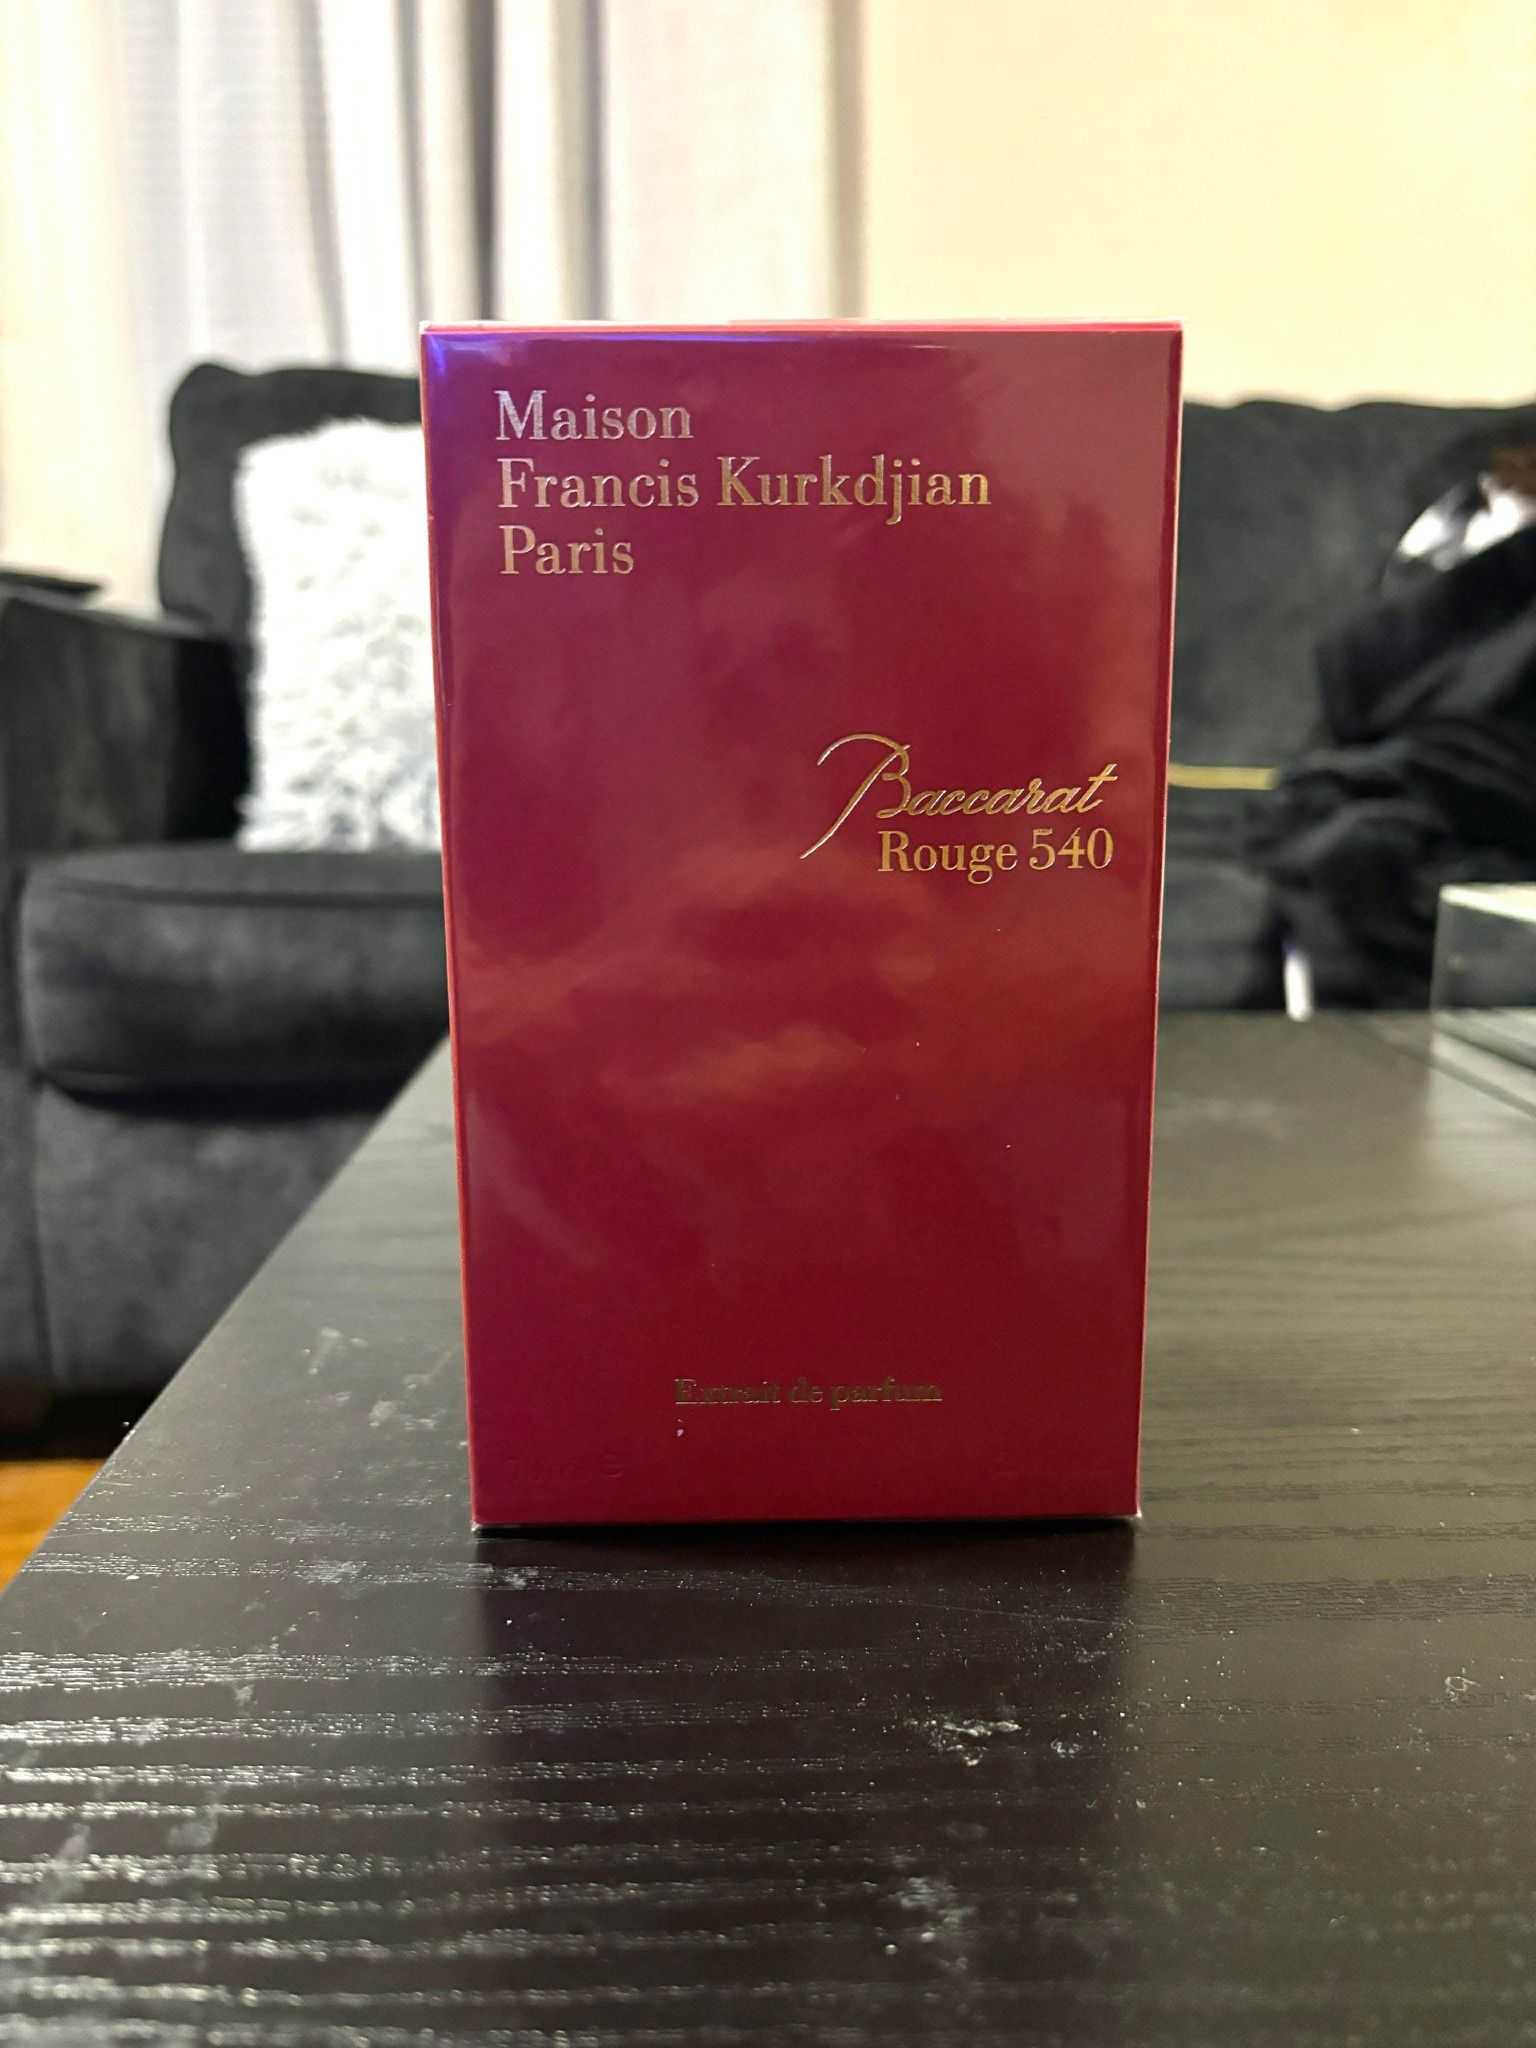 Maison
Francis Kurkdjian
Paris
Baccarat
Rouge 540
Extrait de parfum